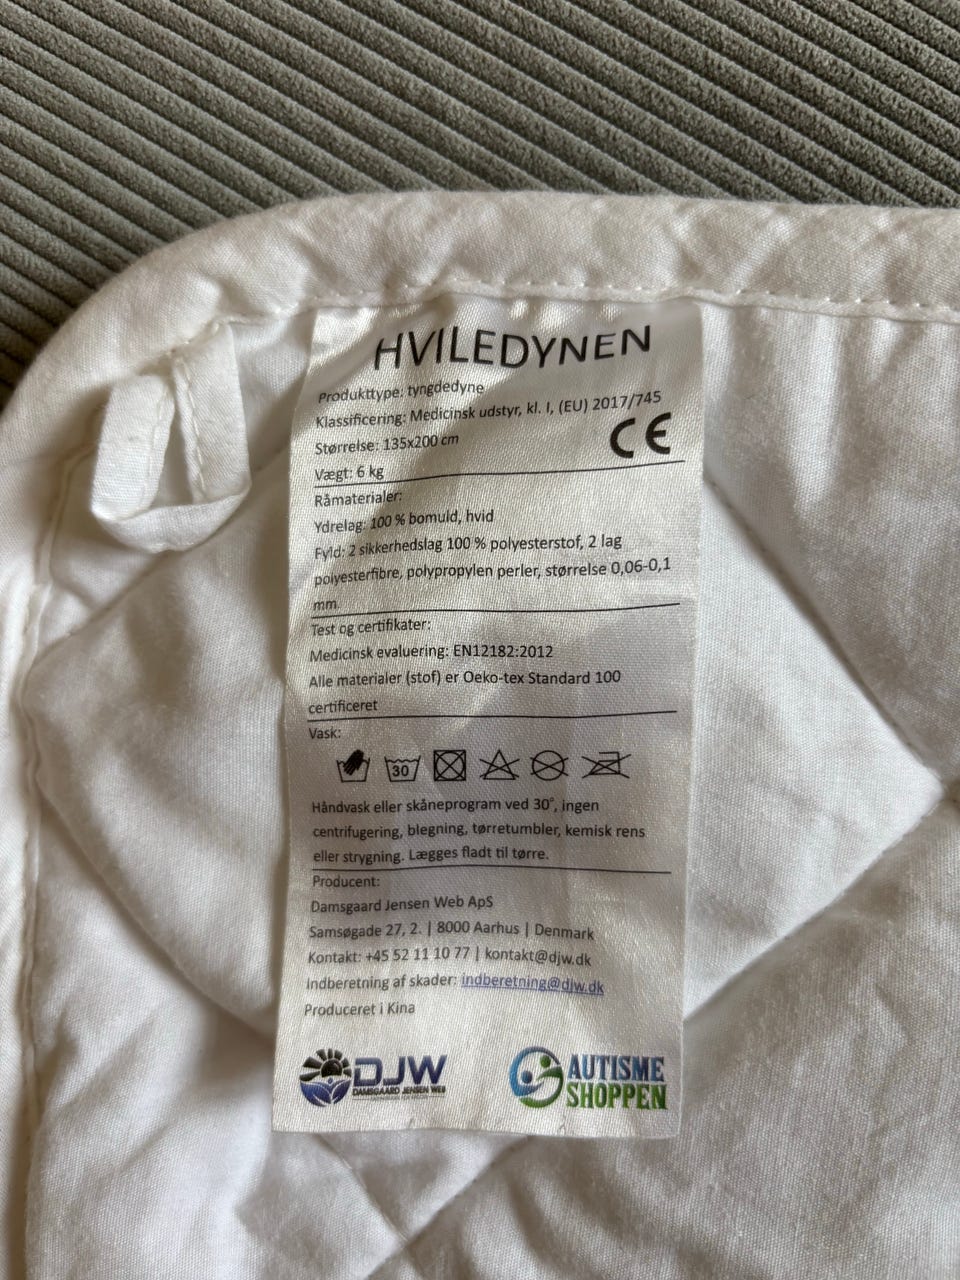 HVILEDYNEN
Produkttype: tyngdedyne
Klassificering: Medicinsk udstyr, kl. I, (EU) 2017/745
Størrelse: 135x200 cm
CE
Vægt: 6 kg
Råmaterialer:
Ydrelag: 100 % bomuld, hvid
Fyld: 2 sikkerhedslag 100 % polyesterstof, 2 lag
polyesterfibre, polypropylen perler, størrelse 0,06-0,1
mm
Test og certifikater:
Medicinsk evaluering: EN12182:2012
Alle materialer (stof) er Oeko-tex Standard 100
certificeret
Vask:
30
Håndvask eller skåneprogram ved 30°, ingen
centrifugering, blegning, tørretumbler, kemisk rens
eller strygning. Lægges fladt til tørre.
Producent:
Damsgaard Jensen Web ApS
Samsøgade 27, 2. | 8000 Aarhus | Denmark
Kontakt: +45 52 11 10 77 | kontakt@djw.dk
Indberetning af skader: indberetning@djw.dk
Produceret i Kina
DJW
DAMSGAARD JENSEN WEB
AUTISME
SHOPPEN